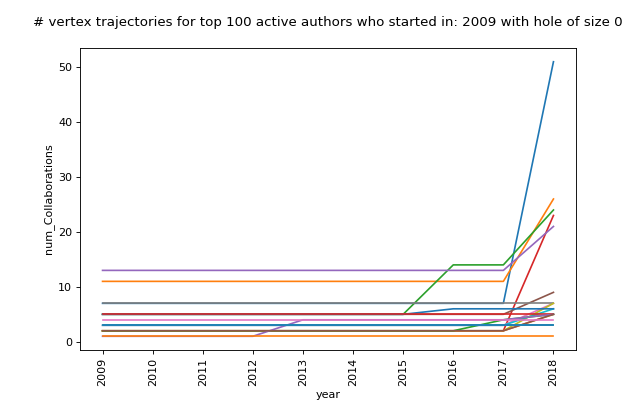 # vertex trajectories for top 100 active authors who started in: 2009 with hole of size 0
50
40
30
20
10
0
num_Collaborations
2009 2010 2011 2012 2013 2014 2015 2016 2017 2018
year